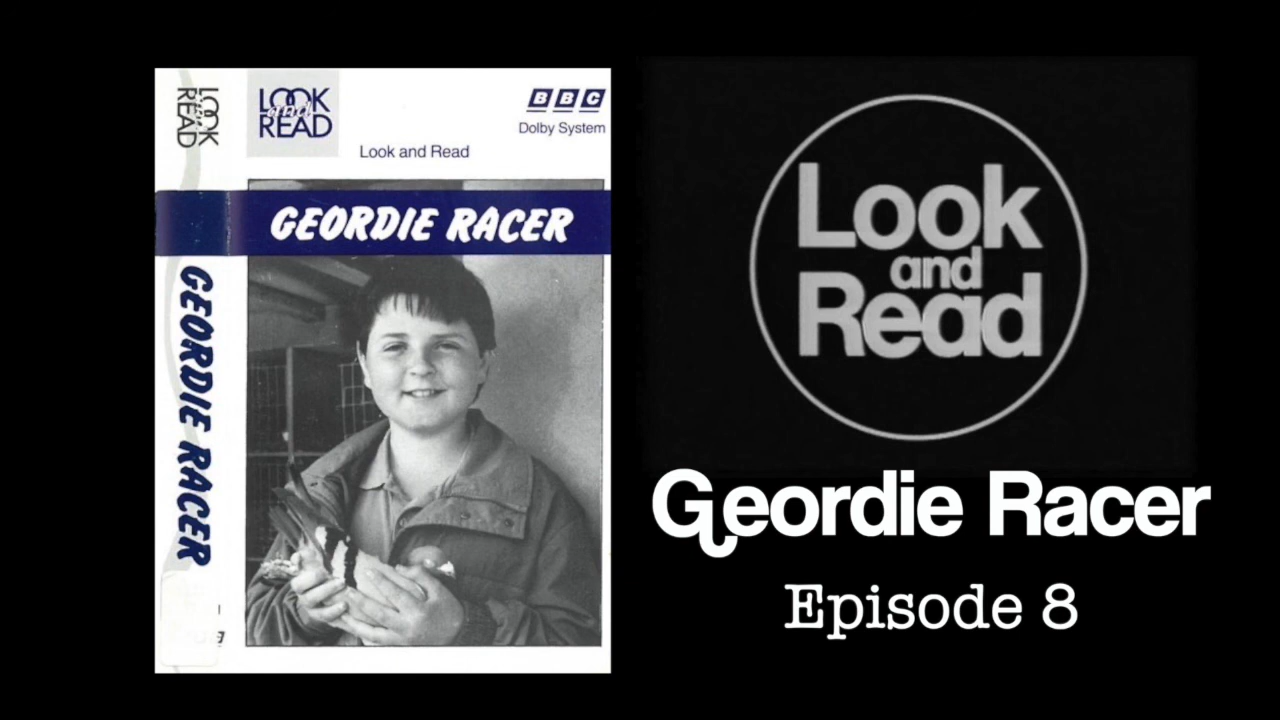 LOOK
and
READ
LOOK
and
READ
BBC
Dolby System
Look and Read
GEORDIE RACER
GEORDIE RACER
Look
and
Read
Geordie Racer
Episode 8